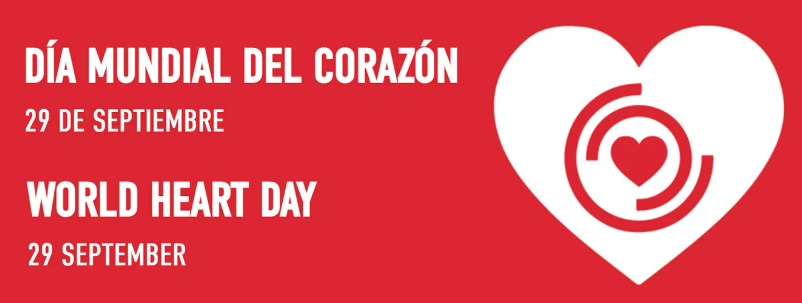 DÍA MUNDIAL DEL CORAZÓN
29 DE SEPTIEMBRE
WORLD HEART DAY
29 SEPTEMBER